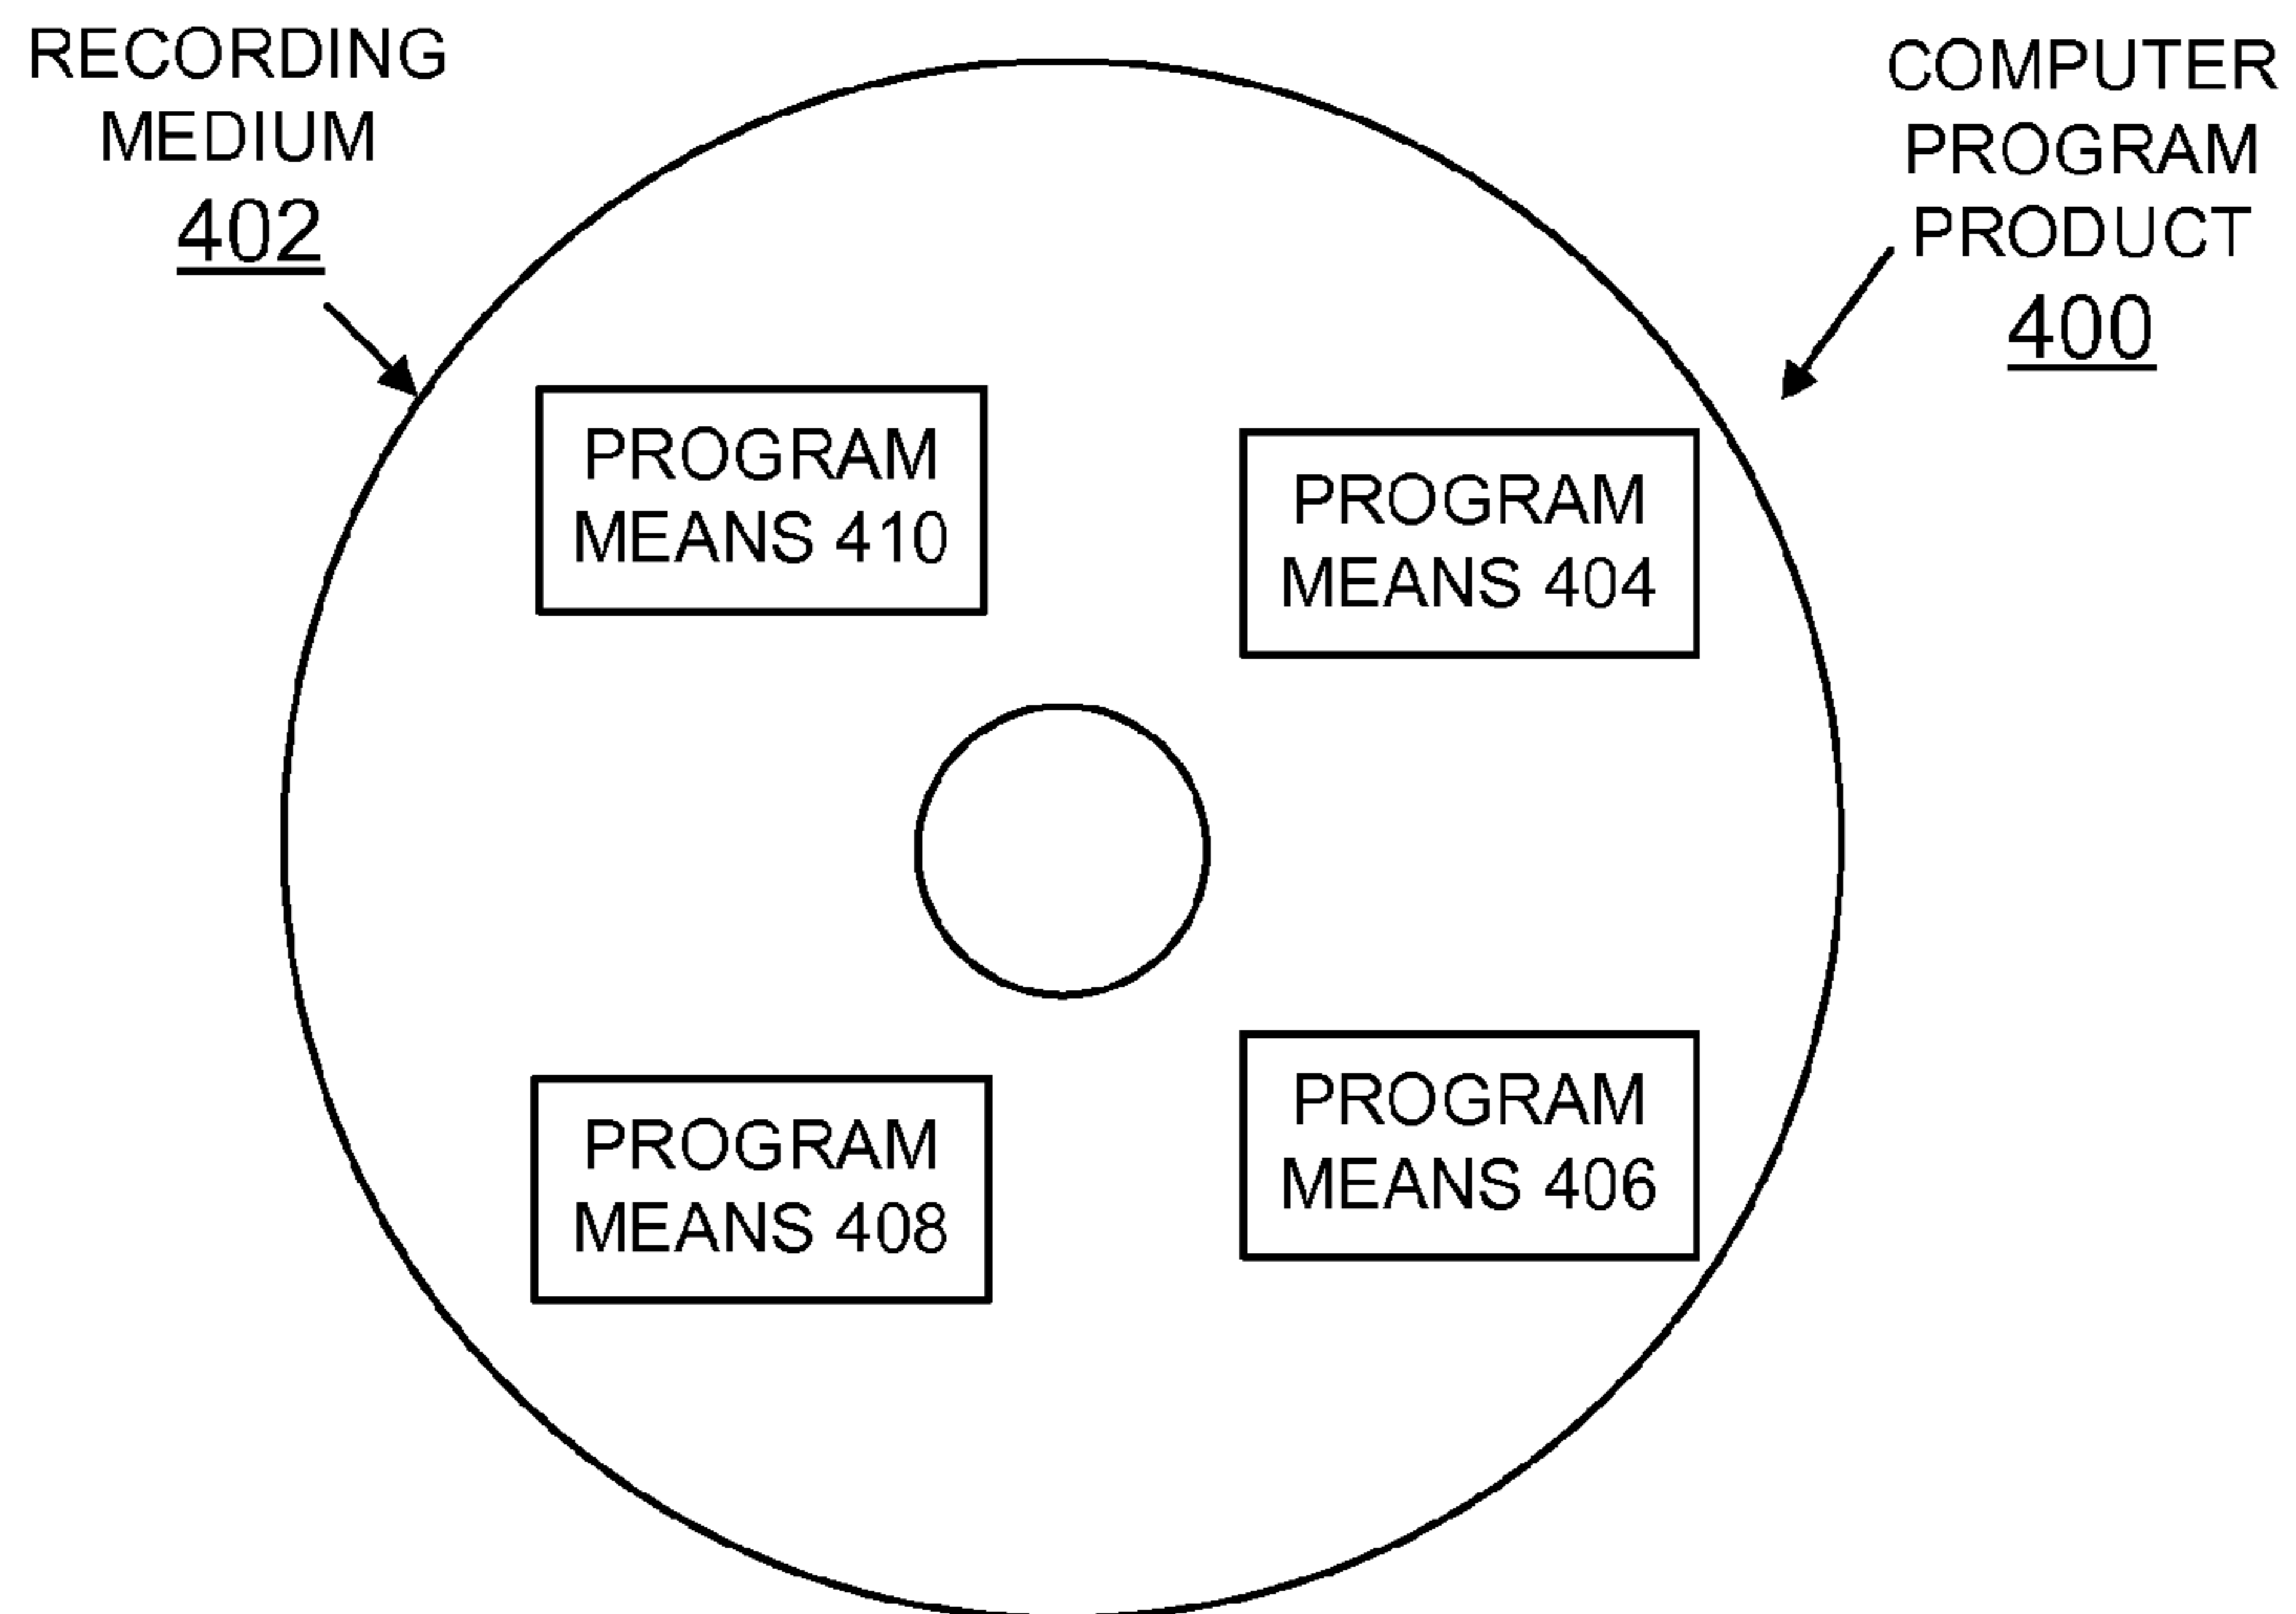 RECORDING
MEDIUM
402
COMPUTER
PROGRAM
PRODUCT
400
PROGRAM
MEANS 410
PROGRAM
MEANS 404
PROGRAM
MEANS 408
PROGRAM
MEANS 406